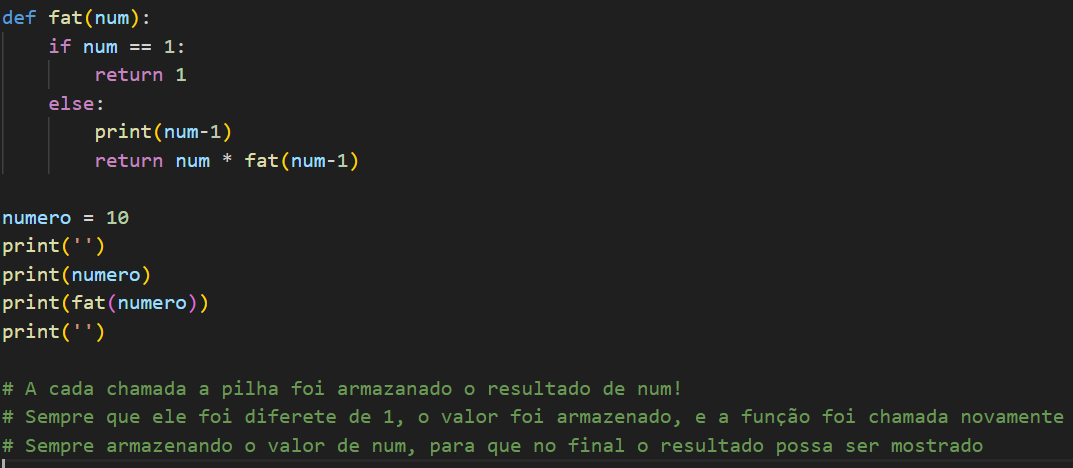 def fat(num):
    if num == 1:
        return 1
    else:
        print(num-1)
        return num * fat(num-1)
numero = 10
print('')
print(numero)
print(fat(numero))
print('')
# A cada chamada a pilha foi armazanado o resultado de num!
# Sempre que ele foi diferete de 1, o valor foi armazenado, e a função foi chamada novamente
# Sempre armazenando o valor de num, para que no final o resultado possa ser mostrado